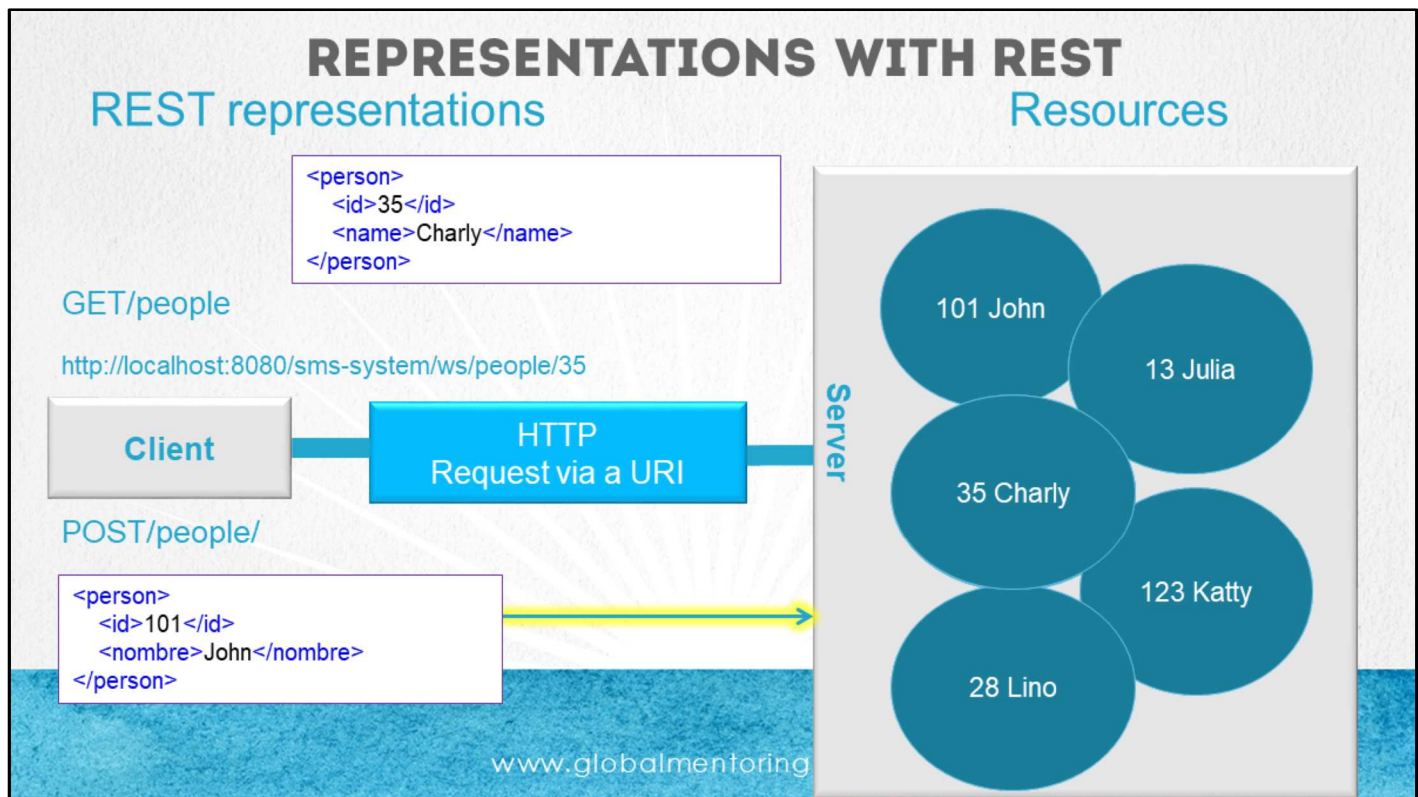 REPRESENTATIONS WITH REST
REST representations
Resources
<person>
<id>35</id>
<name>Charly</name>
</person>
GET/people
http://localhost:8080/sms-system/ws/people/35
Client
HTTP
Request via a URI
POST/people/
<person>
<id>101</id>
<nombre>John</nombre>
</person>
Server
101 John
13 Julia
35 Charly
123 Katty
28 Lino
www.globalmentoring